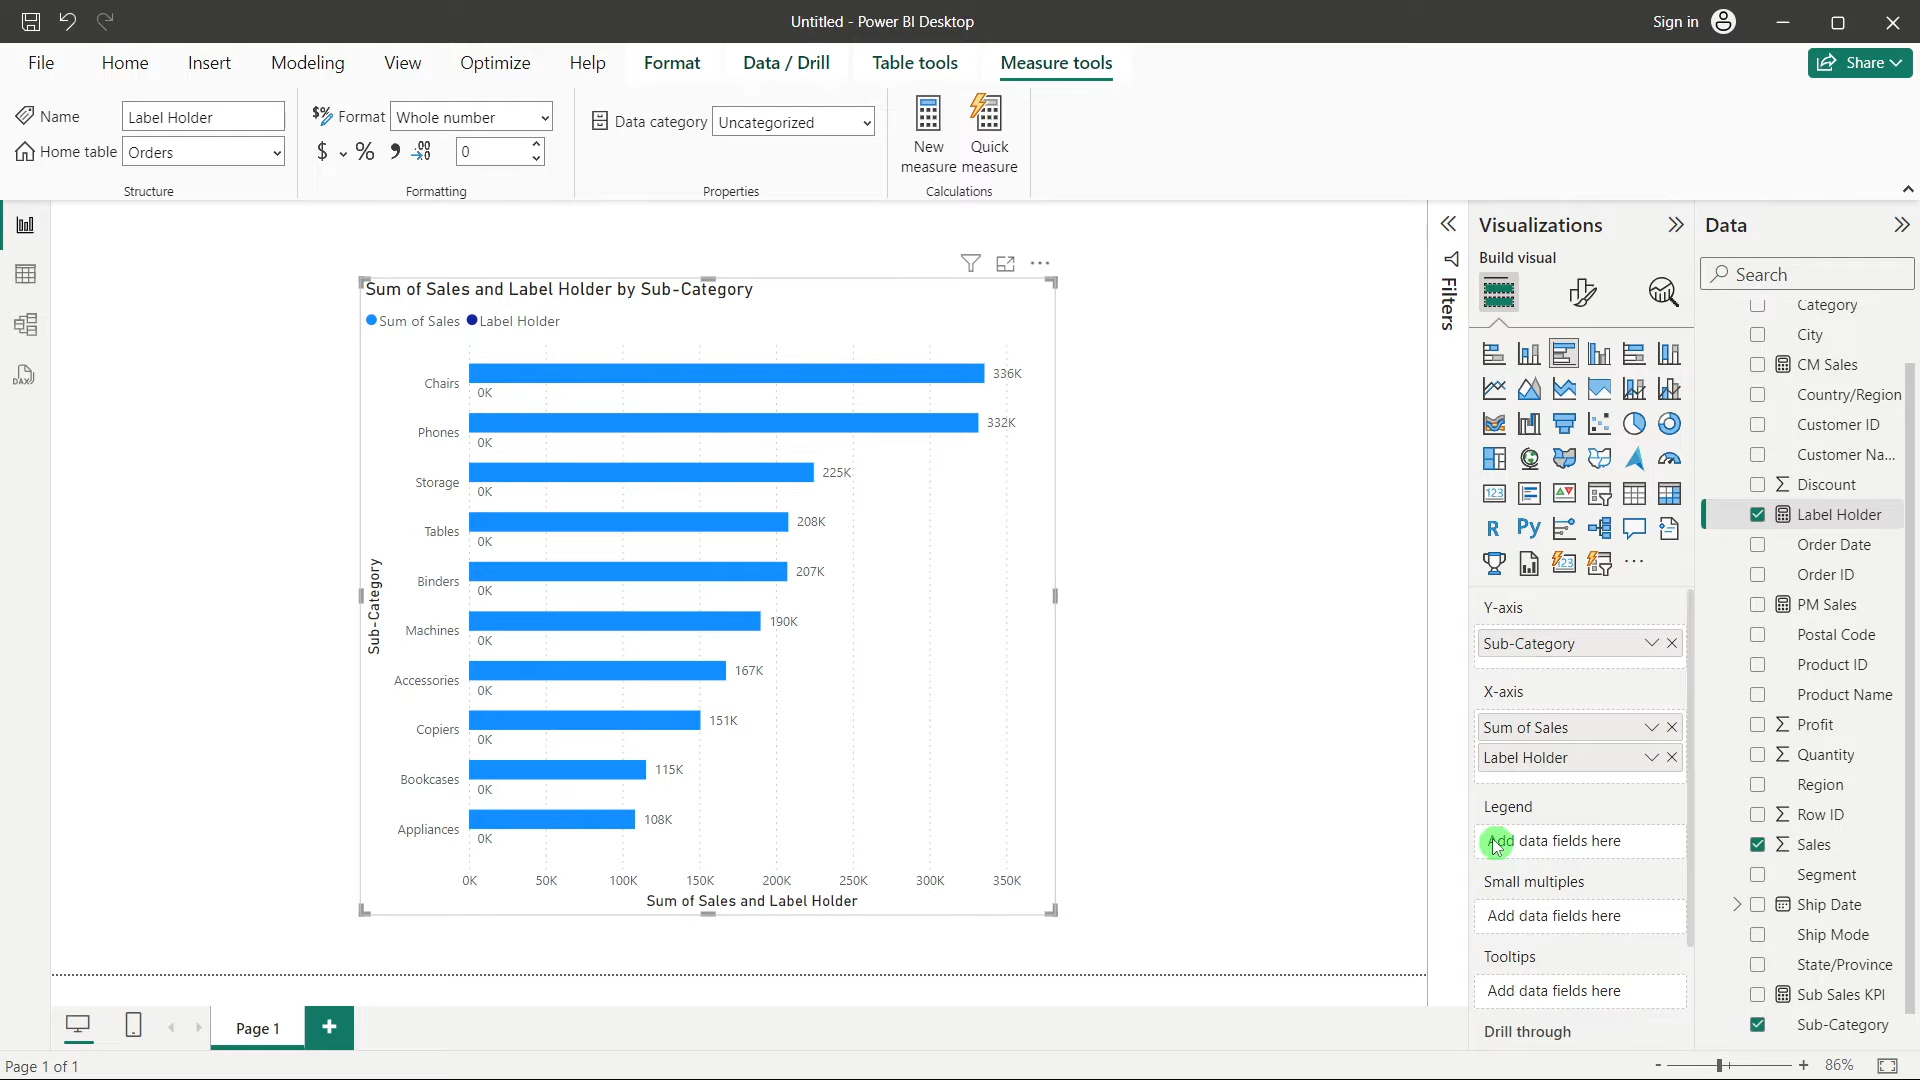 Untitled - Power BI Desktop
Sign in
File
Home
Insert
Modeling
View
Optimize
Help
Format
Data / Drill
Table tools
Measure tools
Share
Name
Label Holder
Format
Whole number
Data category
Uncategorized
New measure
Quick measure
Home table
Orders
$
%
0
Structure
Formatting
Properties
Calculations
Sum of Sales and Label Holder by Sub-Category
Sum of Sales
Label Holder
Sub-Category
Chairs
336K
0K
Phones
332K
0K
Storage
225K
0K
Tables
208K
0K
Binders
207K
0K
Machines
190K
0K
Accessories
167K
0K
Copiers
151K
0K
Bookcases
115K
0K
Appliances
108K
0K
0K
50K
100K
150K
200K
250K
300K
350K
Sum of Sales and Label Holder
Filters
Visualizations
Build visual
123
R
Py
123
Y-axis
Sub-Category
X-axis
Sum of Sales
Label Holder
Legend
Add data fields here
Small multiples
Add data fields here
Tooltips
Add data fields here
Drill through
Data
Search
Category
City
CM Sales
Country/Region
Customer ID
Customer Na...
Discount
Label Holder
Order Date
Order ID
PM Sales
Postal Code
Product ID
Product Name
Profit
Quantity
Region
Row ID
Sales
Segment
Ship Date
Ship Mode
State/Province
Sub Sales KPI
Sub-Category
DAX
Page 1
Page 1 of 1
86%